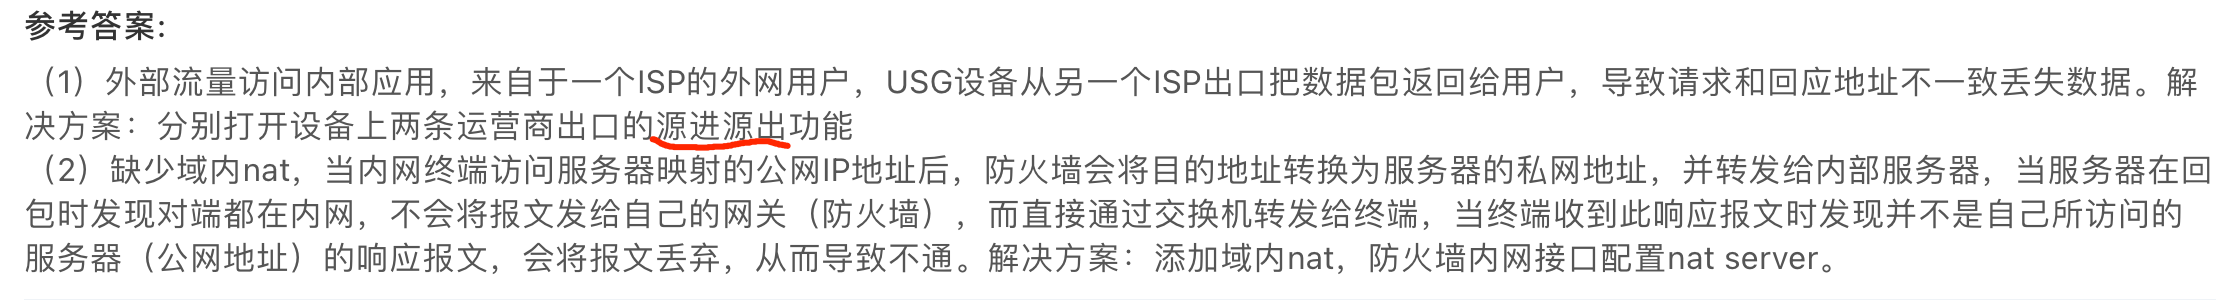 参考答案:
（1）外部流量访问内部应用，来自于一个ISP的外网用户，USG设备从另一个ISP出口把数据包返回给用户，导致请求和回应地址不一致丢失数据。解
决方案：分别打开设备上两条运营商出口的源进源出功能
（2）缺少域内nat，当内网终端访问服务器映射的公网IP地址后，防火墙会将目的地址转换为服务器的私网地址，并转发给内部服务器，当服务器在回
包时发现对端都在内网，不会将报文发给自己的网关（防火墙），而直接通过交换机转发给终端，当终端收到此响应报文时发现并不是自己所访问的
服务器（公网地址）的响应报文，会将报文丢弃，从而导致不通。解决方案：添加域内nat，防火墙内网接口配置nat server。